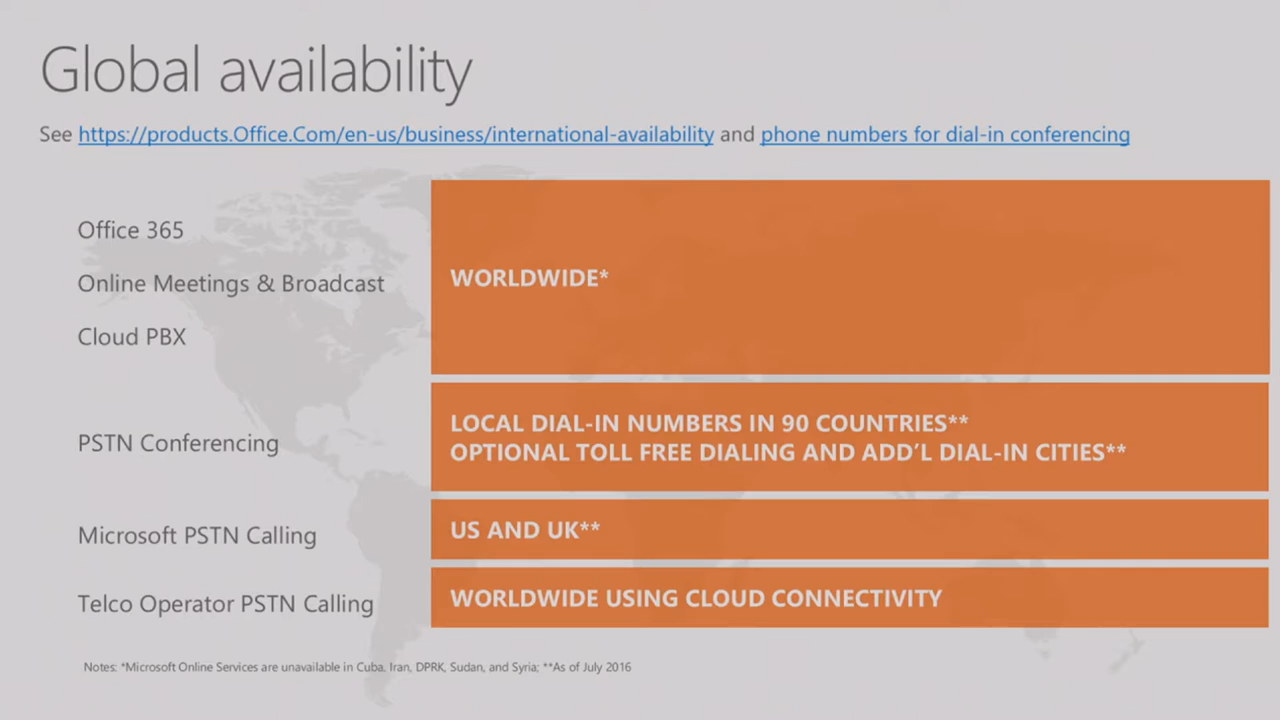 Global availability
See https://products.Office.Com/en-us/business/international-availability and phone numbers for dial-in conferencing
Office 365
Online Meetings & Broadcast
Cloud PBX
WORLDWIDE*
PSTN Conferencing
LOCAL DIAL-IN NUMBERS IN 90 COUNTRIES**
OPTIONAL TOLL FREE DIALING AND ADD'L DIAL-IN CITIES**
Microsoft PSTN Calling
US AND UK**
Telco Operator PSTN Calling
WORLDWIDE USING CLOUD CONNECTIVITY
Notes: *Microsoft Online Services are unavailable in Cuba, Iran, DPRK, Sudan, and Syria; **As of July 2016